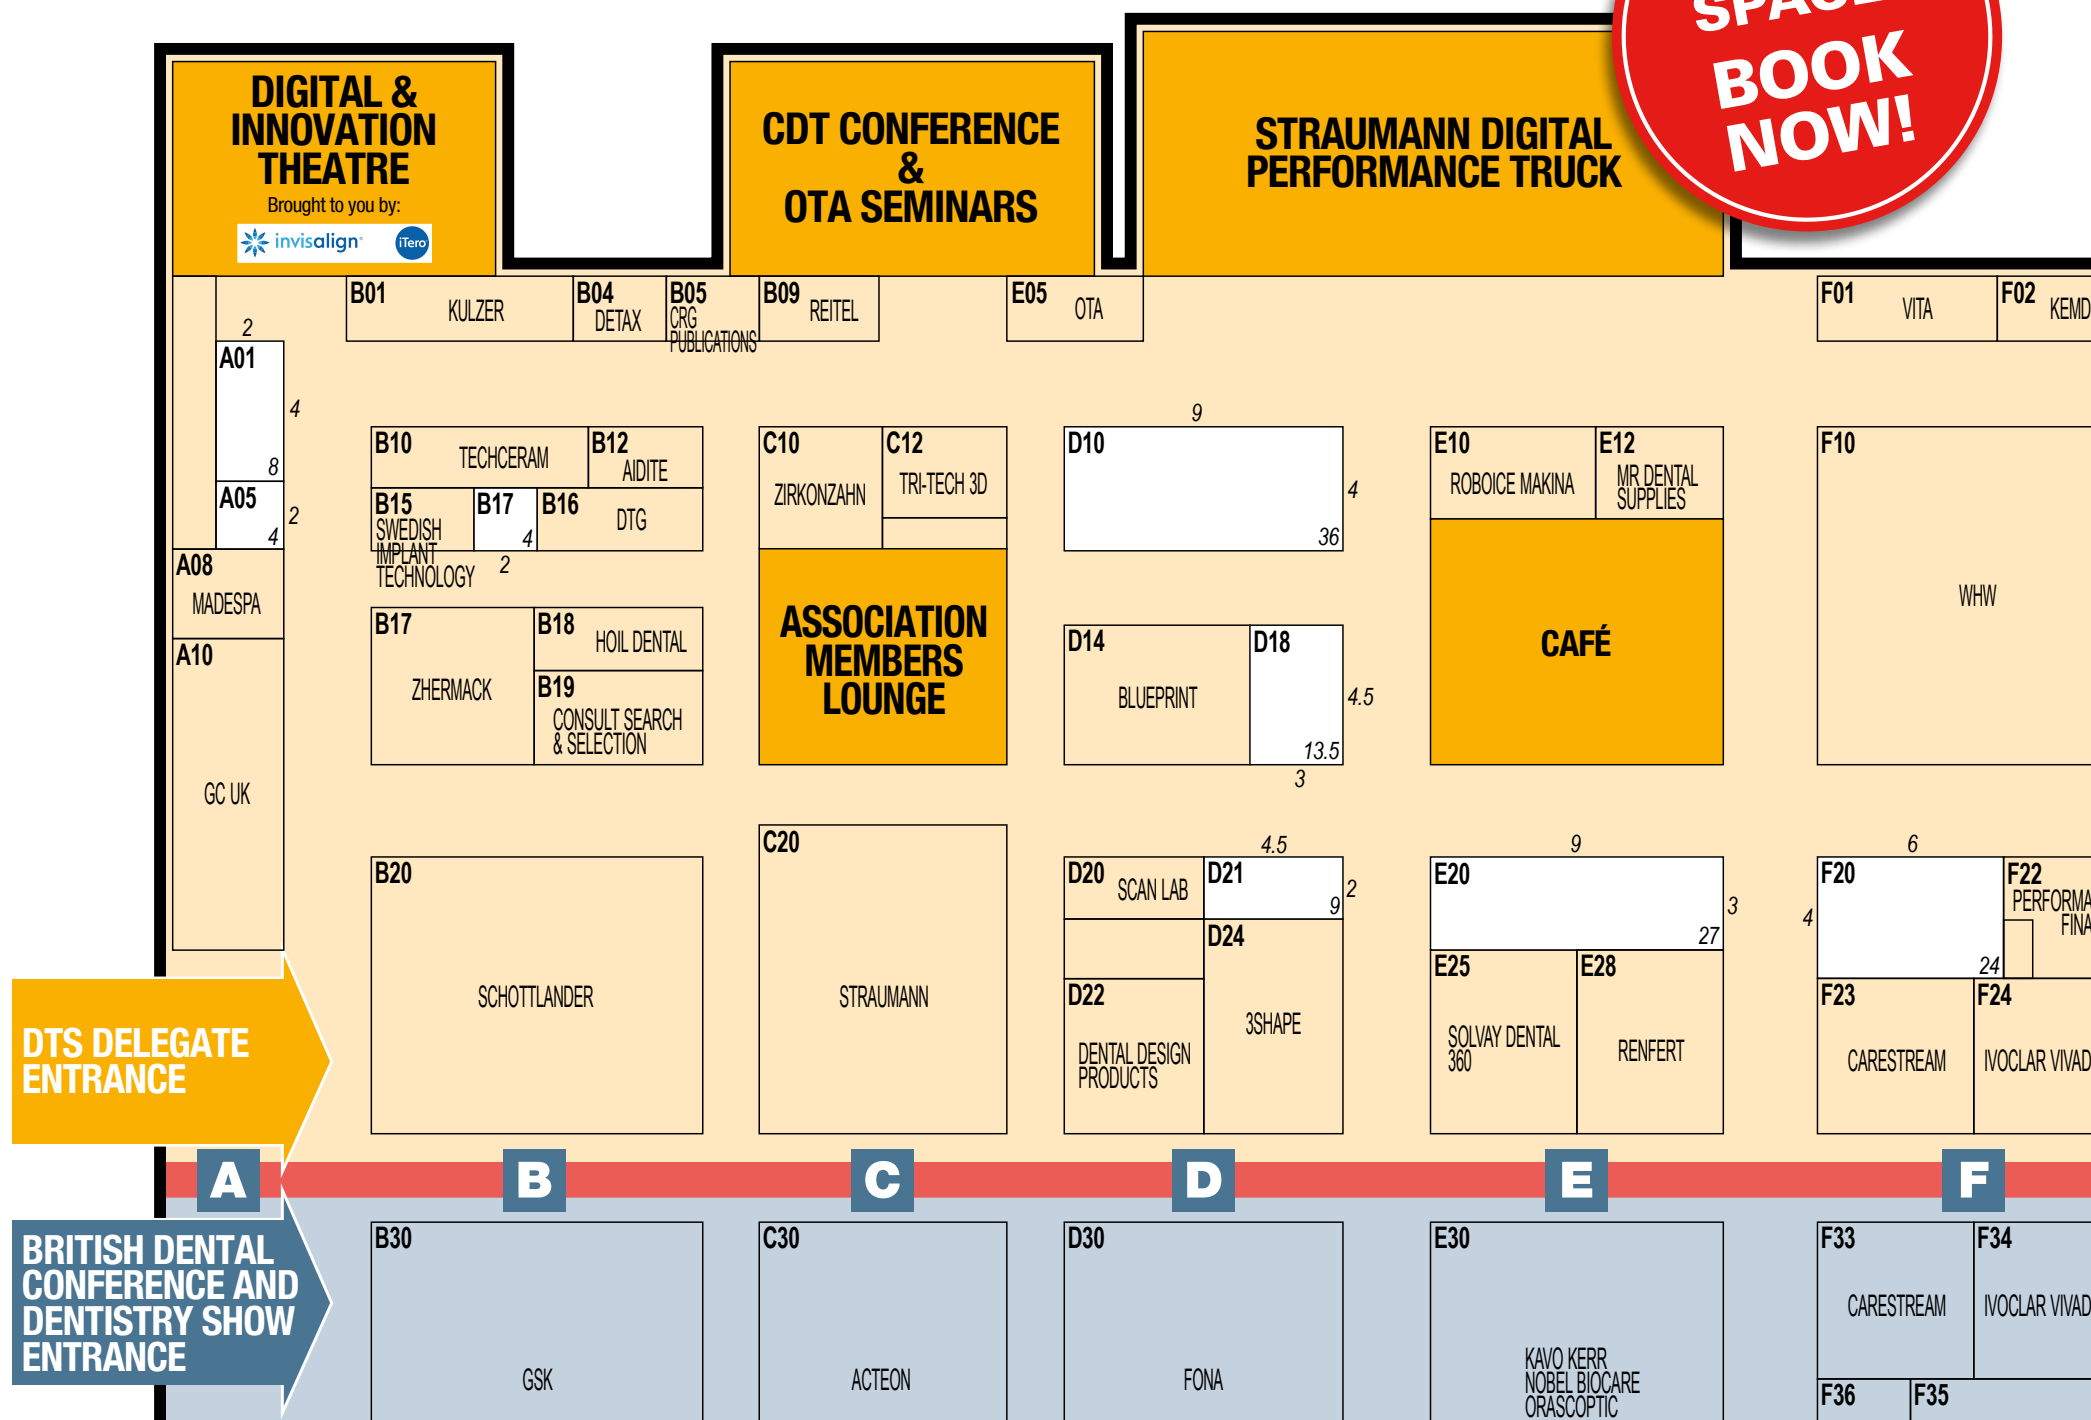 BOOK
NOW!
DIGITAL &
INNOVATION
THEATRE
Brought to you by:
invisalign
iTero
CDT CONFERENCE
&
OTA SEMINARS
STRAUMANN DIGITAL
PERFORMANCE TRUCK
B01 KULZER
B04
DETAX
B05
CRG
PUBLICATIONS
B09 REITEL
E05 OTA
F01 VITA
F02
2
A01
4
8
A05
2
4
A08
MADESPA
A10
GC UK
B10 TECHCERAM
B12
AIDITE
B15
SWEDISH
IMPLANT
TECHNOLOGY
B17
4
2
B16 DTG
C10
ZIRKONZAHN
C12
TRI-TECH 3D
9
D10
4
36
E10
ROBOICE MAKINA
E12
MR DENTAL
SUPPLIES
F10
WHW
B17
ZHERMACK
B18
HOIL DENTAL
B19
CONSULT SEARCH
& SELECTION
ASSOCIATION
MEMBERS
LOUNGE
D14
BLUEPRINT
D18
4.5
13.5
3
CAFÉ
B20
SCHOTTLANDER
C20
STRAUMANN
D20 SCAN LAB
4.5
D21
2
9
D24
3SHAPE
D22
DENTAL DESIGN
PRODUCTS
9
E20
3
27
E25
SOLVAY DENTAL
360
E28
RENFERT
6
F20
4
24
F22
F23
CARESTREAM
F24
IVOCLAR
DTS DELEGATE
ENTRANCE
A B C D E F
BRITISH DENTAL
CONFERENCE AND
DENTISTRY SHOW
ENTRANCE
B30
GSK
C30
ACTEON
D30
FONA
E30
KAVO KERR
NOBEL BIOCARE
ORASCOPTIC
F33
CARESTREAM
F34
IVOCLAR
F36
F35